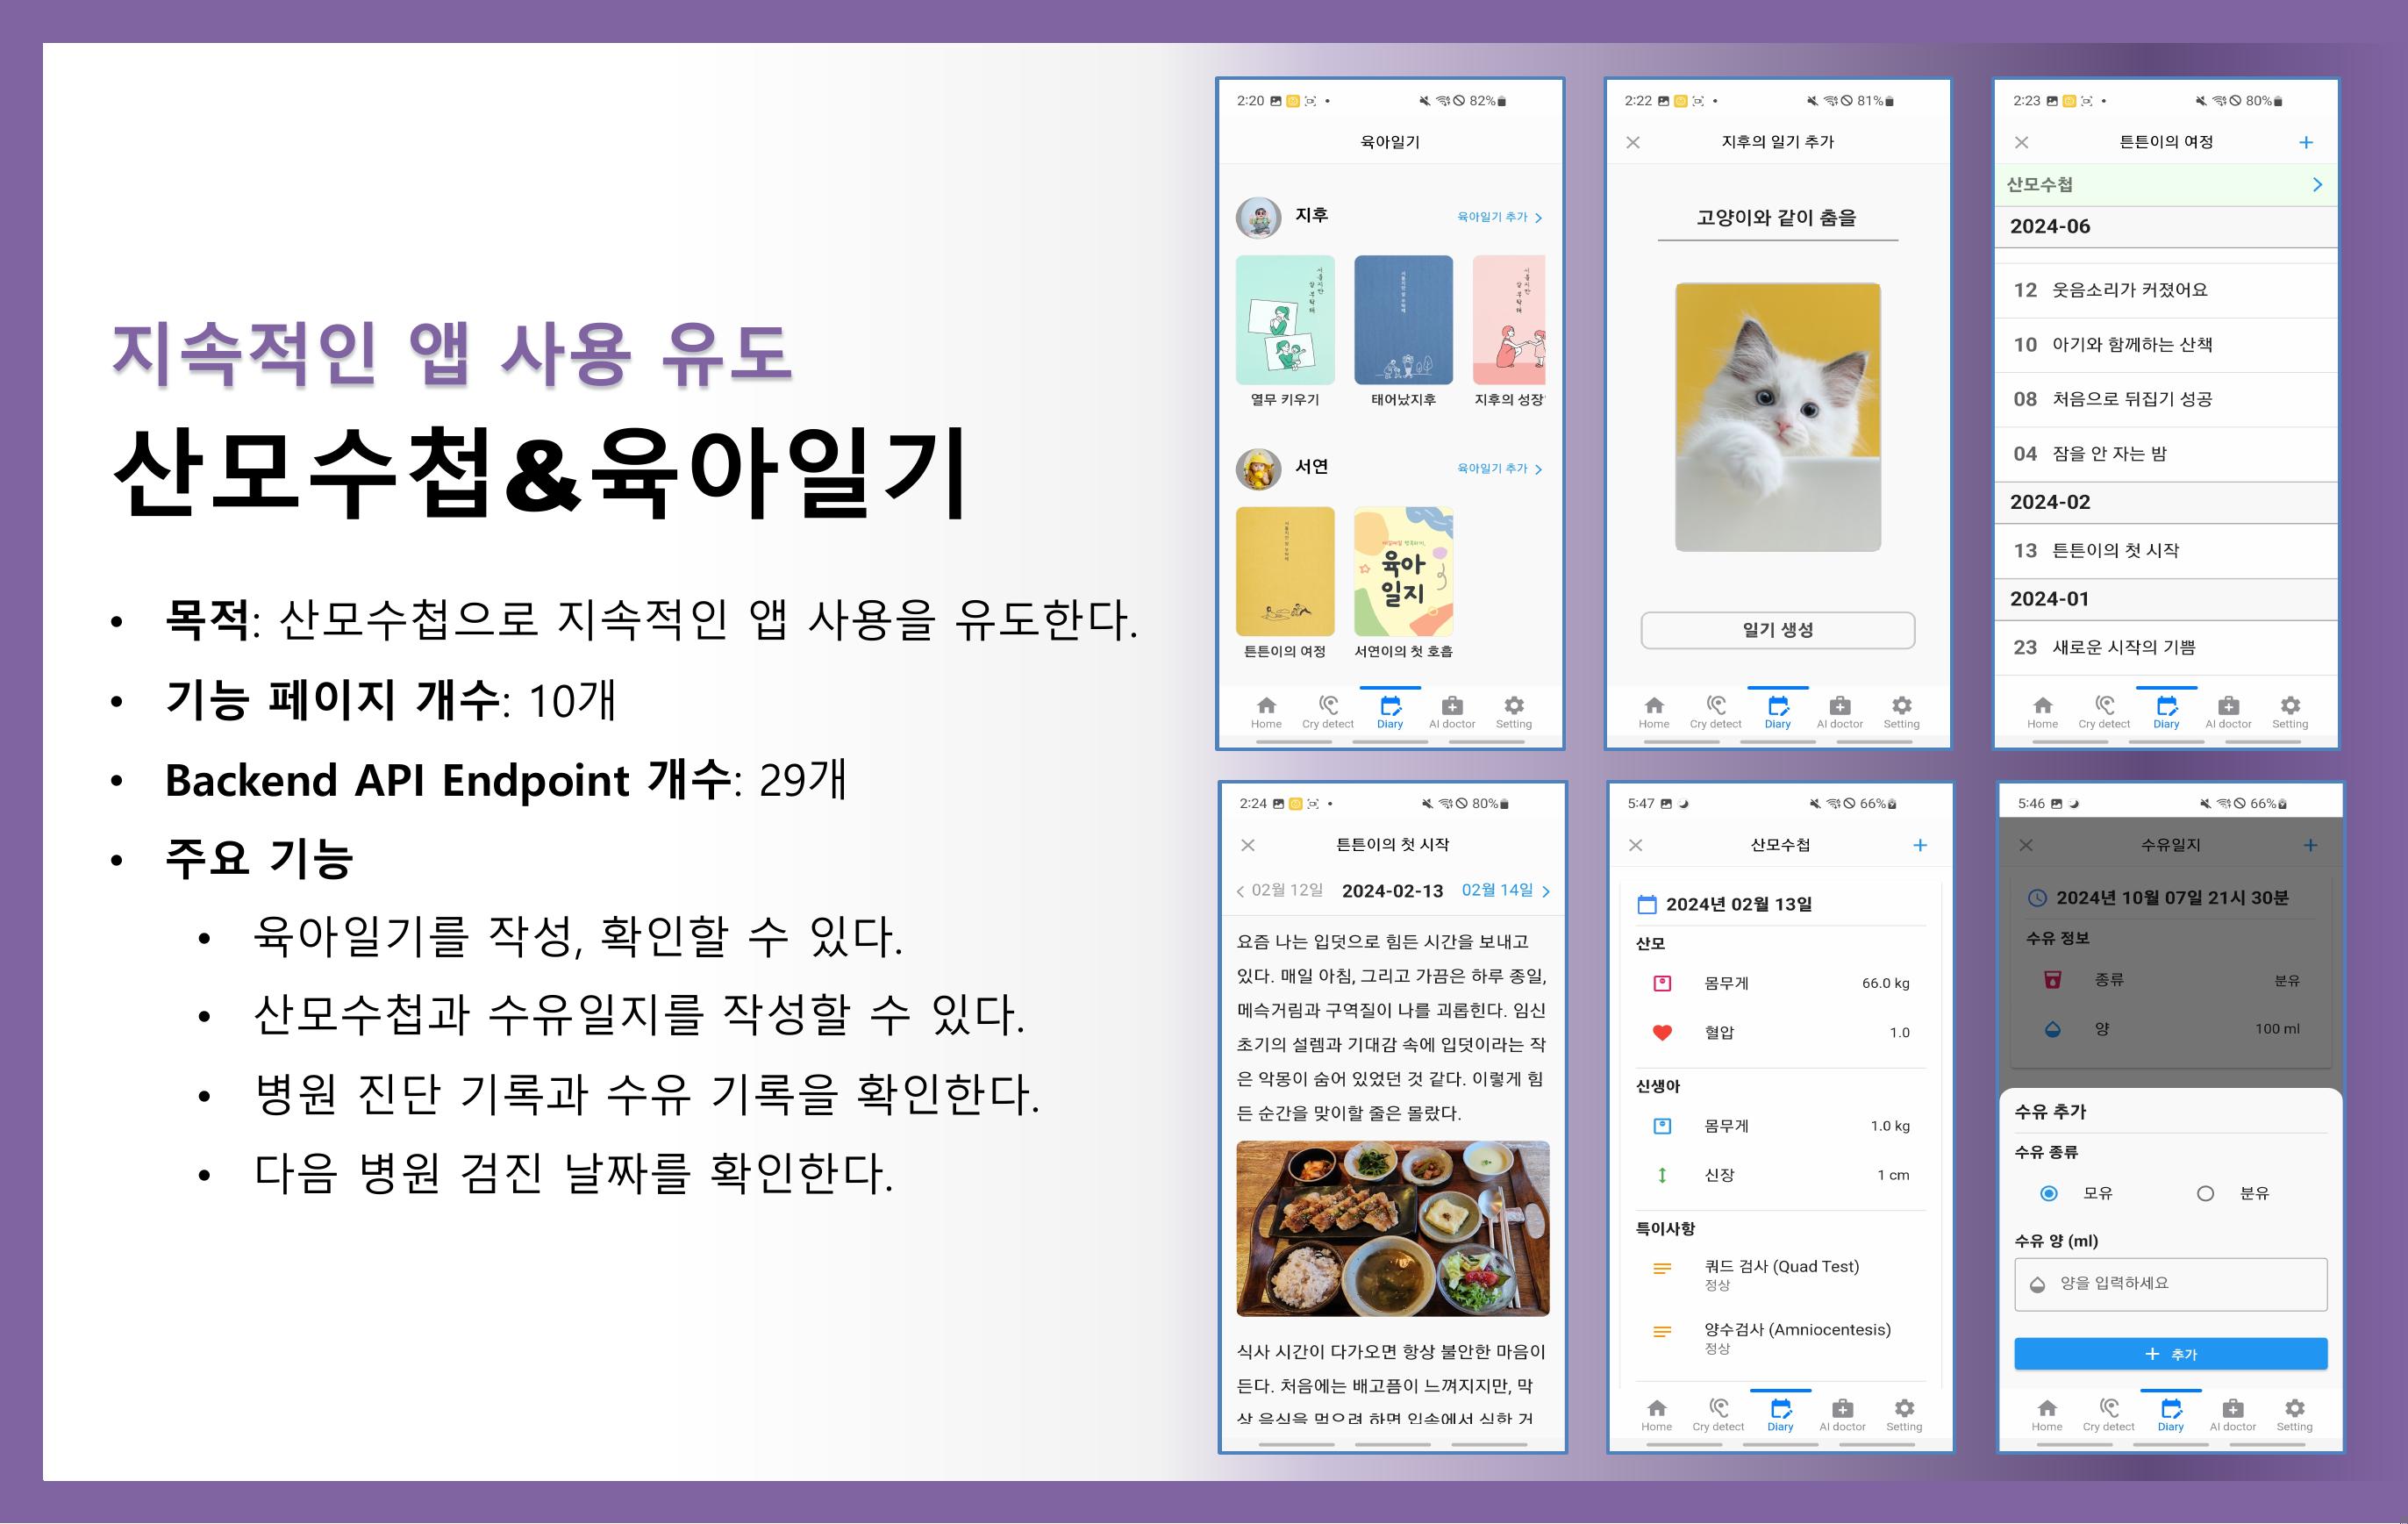 지속적인 앱 사용 유도
산모수첩&육아일기
• 목적: 산모수첩으로 지속적인 앱 사용을 유도한다.
• 기능 페이지 개수: 10개
• Backend API Endpoint 개수: 29개
• 주요 기능
• 육아일기를 작성, 확인할 수 있다.
• 산모수첩과 수유일지를 작성할 수 있다.
• 병원 진단 기록과 수유 기록을 확인한다.
• 다음 병원 검진 날짜를 확인한다.
2:20 82%
육아일기
지후 육아일기 추가
열무 키우기 태어났지후 지후의 성장
서연 육아일기 추가
육아
일지
튼튼이의 여정 서연이의 첫 호흡
Home Cry detect Diary AI doctor Setting
2:22 81%
지후의 일기 추가
고양이와 같이 춤을
일기 생성
Home Cry detect Diary AI doctor Setting
2:23 80%
튼튼이의 여정
산모수첩
2024-06
12 웃음소리가 커졌어요
10 아기와 함께하는 산책
08 처음으로 뒤집기 성공
04 잠을 안 자는 밤
2024-02
13 튼튼이의 첫 시작
2024-01
23 새로운 시작의 기쁨
Home Cry detect Diary AI doctor Setting
2:24 80%
튼튼이의 첫 시작
02월 12일 2024-02-13 02월 14일
요즘 나는 입덧으로 힘든 시간을 보내고
있다. 매일 아침, 그리고 가끔은 하루 종일,
메슥거림과 구역질이 나를 괴롭힌다. 임신
초기의 설렘과 기대감 속에 입덧이라는 작
은 악몽이 숨어 있었던 것 같다. 이렇게 힘
든 순간을 맞이할 줄은 몰랐다.
식사 시간이 다가오면 항상 불안한 마음이
든다. 처음에는 배고픔이 느껴지지만, 막
상 음식을 먹으려 하면 입속에서 심한 거
5:47 66%
산모수첩
2024년 02월 13일
산모
몸무게 66.0 kg
혈압 1.0
신생아
몸무게 1.0 kg
신장 1 cm
특이사항
쿼드 검사 (Quad Test)
정상
양수검사 (Amniocentesis)
정상
Home Cry detect Diary AI doctor Setting
5:46 66%
수유일지
2024년 10월 07일 21시 30분
수유 정보
종류 분유
양 100 ml
수유 추가
수유 종류
모유 분유
수유 양 (ml)
양을 입력하세요
+ 추가
Home Cry detect Diary AI doctor Setting